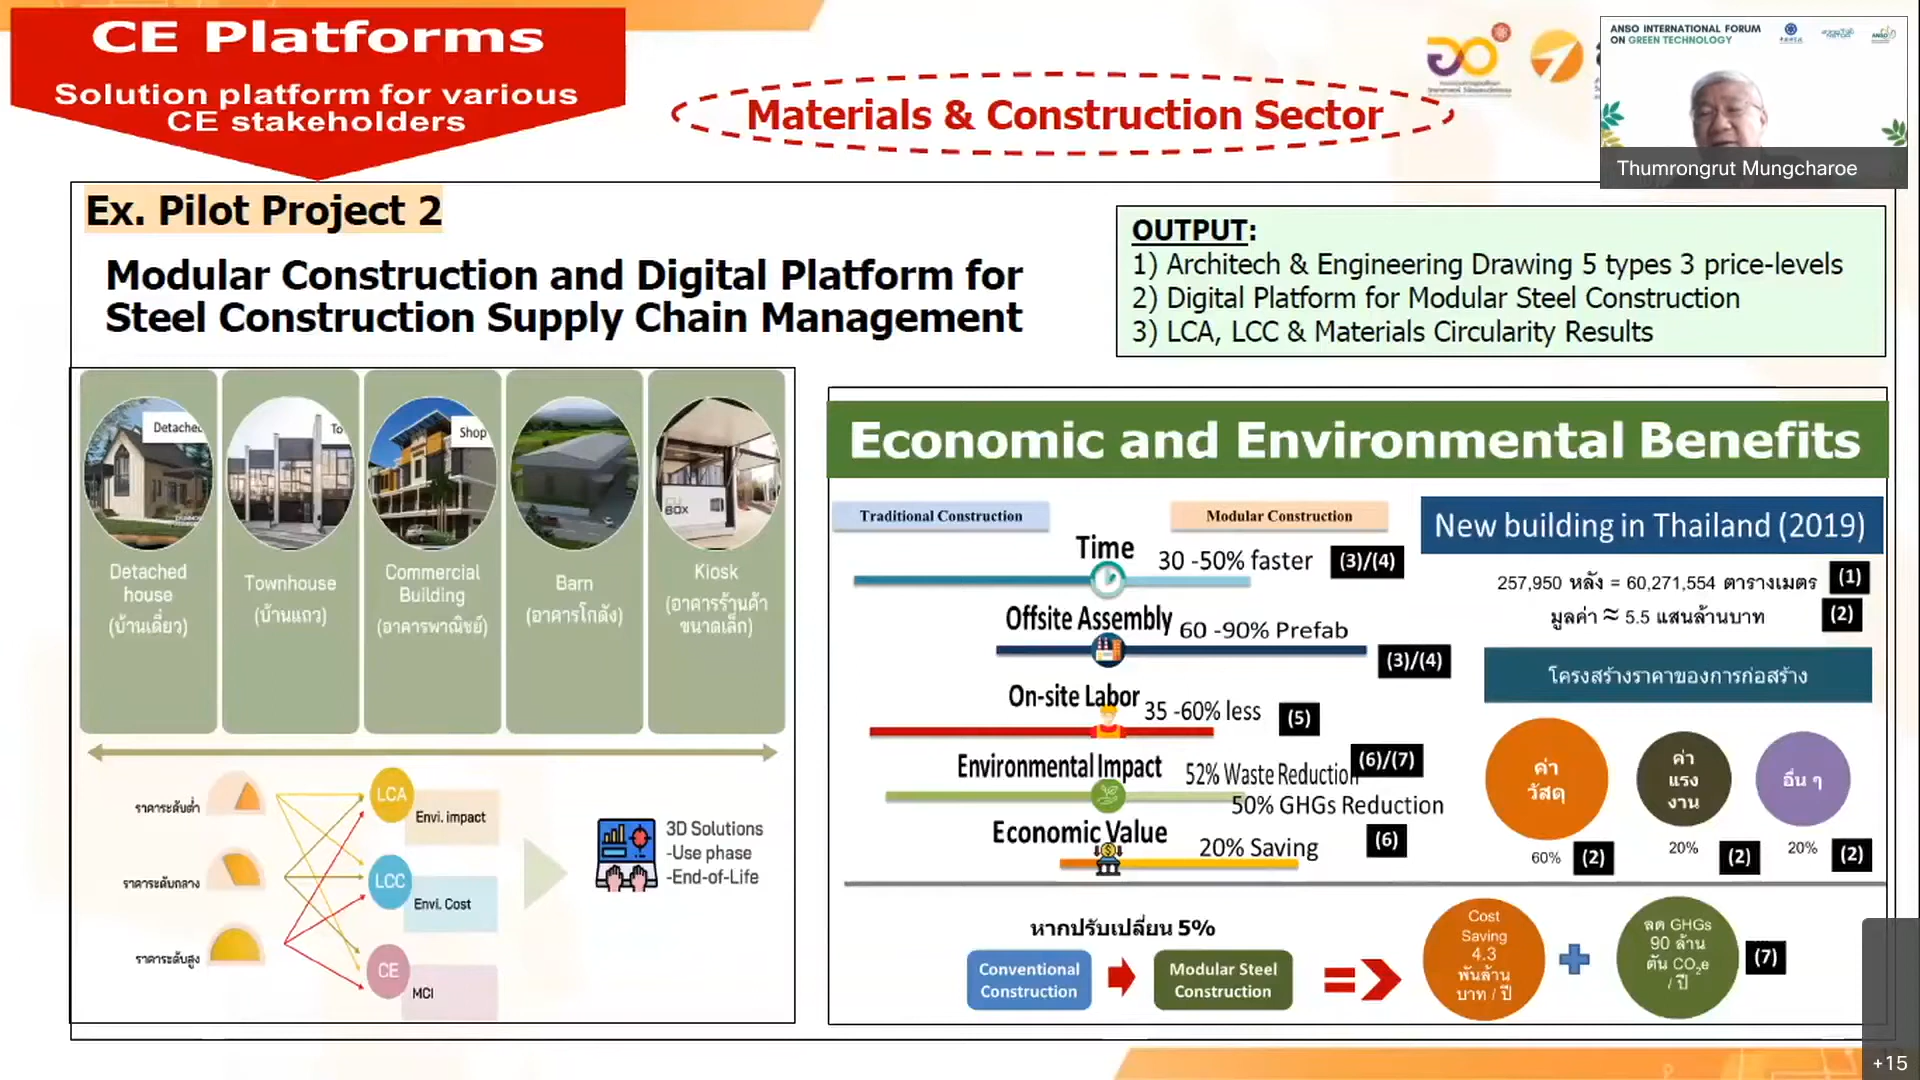 CE Platforms
Solution platform for various
CE stakeholders
Materials & Construction Sector
ANSO INTERNATIONAL FORUM
ON GREEN TECHNOLOGY
ANSO
Thumrongrut Mungcharoe
Ex. Pilot Project 2
Modular Construction and Digital Platform for
Steel Construction Supply Chain Management
OUTPUT:
1) Architech & Engineering Drawing 5 types 3 price-levels
2) Digital Platform for Modular Steel Construction
3) LCA, LCC & Materials Circularity Results
Detached
To
Shop
BOX
Detached
house
(บ้านเดี่ยว)
Townhouse
(บ้านแถว)
Commercial
Building
(อาคารพาณิชย์)
Barn
(อาคารโกดัง)
Kiosk
(อาคารร้านค้า
ขนาดเล็ก)
ราคาระดับต่ำ
ราคาระดับกลาง
ราคาระดับสูง
LCA
Envi. impact
LCC
Envi. Cost
CE
MCI
3D Solutions
-Use phase
-End-of-Life
Economic and Environmental Benefits
Traditional Construction
Modular Construction
Time
30 -50% faster
(3)/(4)
Offsite Assembly
60 -90% Prefab
(3)/(4)
On-site Labor
35 -60% less
(5)
Environmental Impact
52% Waste Reduction
(6)/(7)
50% GHGs Reduction
Economic Value
20% Saving
(6)
New building in Thailand (2019)
257,950 หลัง = 60,271,554 ตารางเมตร
(1)
มูลค่า ≈ 5.5 แสนล้านบาท
(2)
โครงสร้างราคาของการก่อสร้าง
ค่า
วัสดุ
60%
(2)
ค่า
แรง
งาน
20%
(2)
อื่น ๆ
20%
(2)
หากปรับเปลี่ยน 5%
Conventional
Construction
Modular Steel
Construction
Cost
Saving
4.3
พันล้าน
บาท / ปี
ลด GHGs
90 ล้าน
ตัน CO2e
/ ปี
(7)
+15